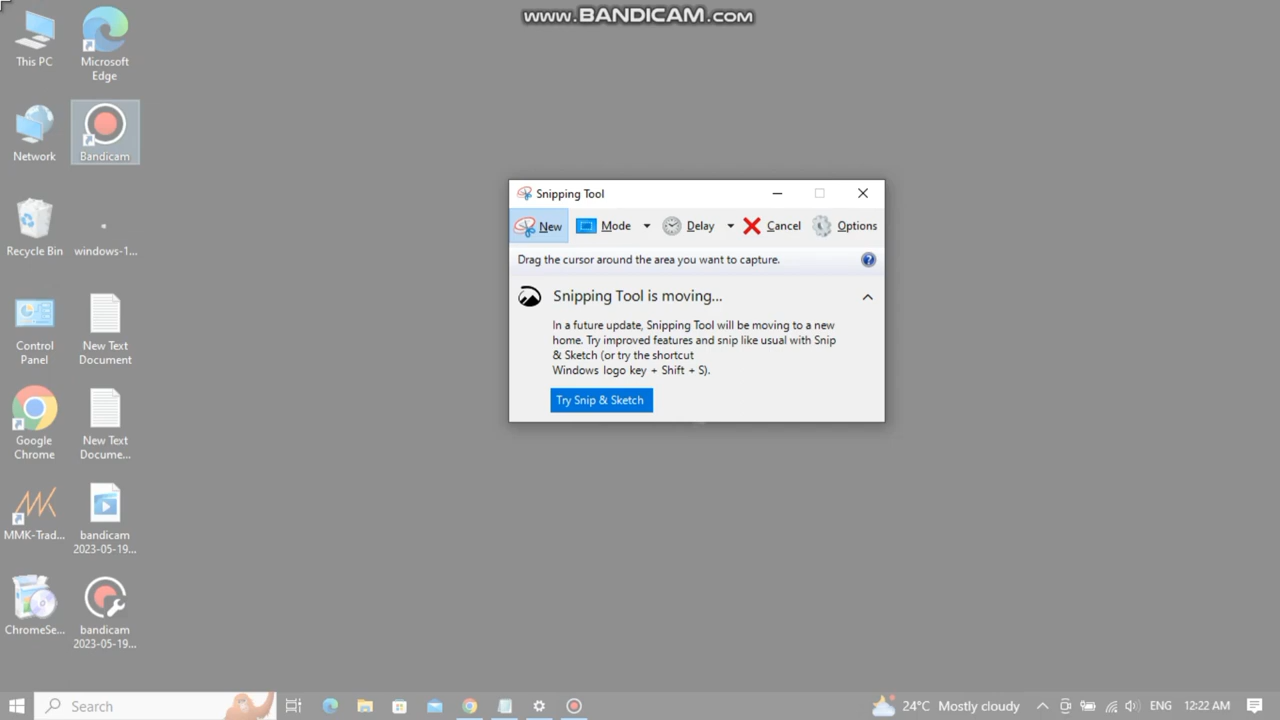 www.BANDICAM.com
This PC
Microsoft
Edge
Network
Bandicam
Recycle Bin
windows-1...
Control
Panel
New Text
Document
Google
Chrome
New Text
Docume...
MMK-Trad...
bandicam
2023-05-19...
ChromeSe...
bandicam
2023-05-19...
Snipping Tool
New Mode Delay Cancel Options
Drag the cursor around the area you want to capture.
Snipping Tool is moving...
In a future update, Snipping Tool will be moving to a new
home. Try improved features and snip like usual with Snip
& Sketch (or try the shortcut
Windows logo key + Shift + S).
Try Snip & Sketch
Search
24°C Mostly cloudy
ENG
12:22 AM